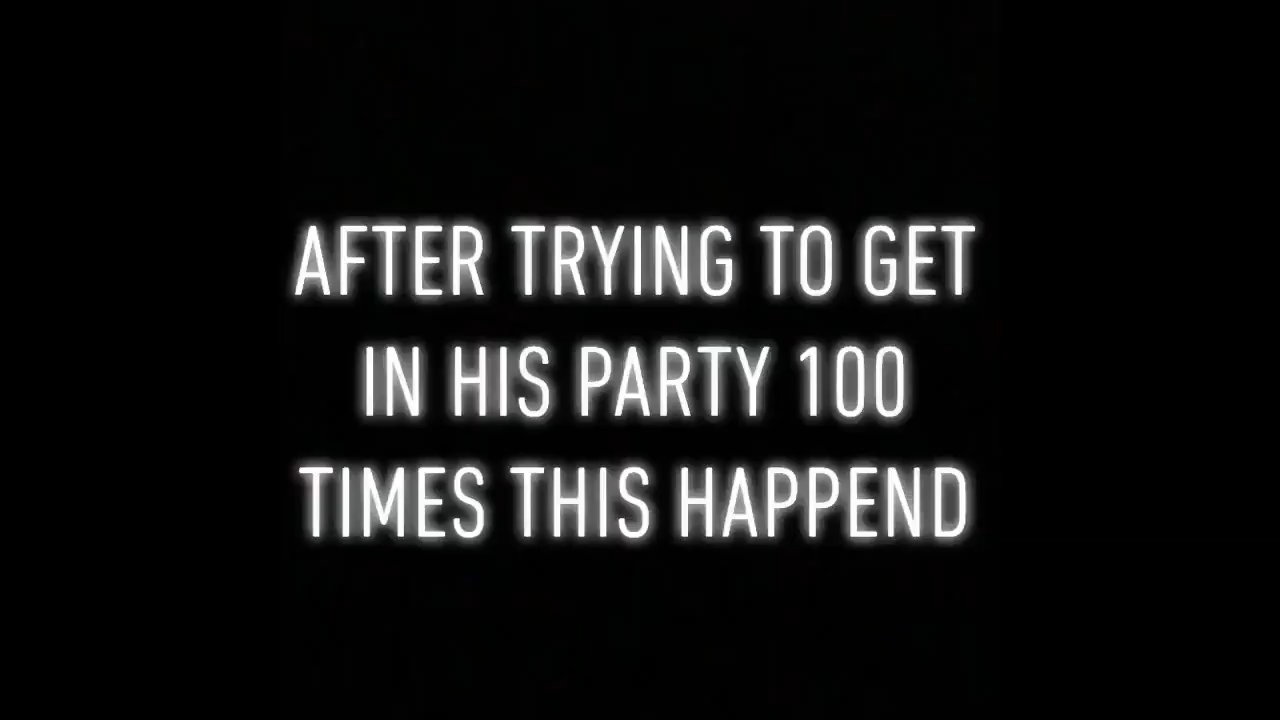 AFTER TRYING TO GET
IN HIS PARTY 100
TIMES THIS HAPPEND